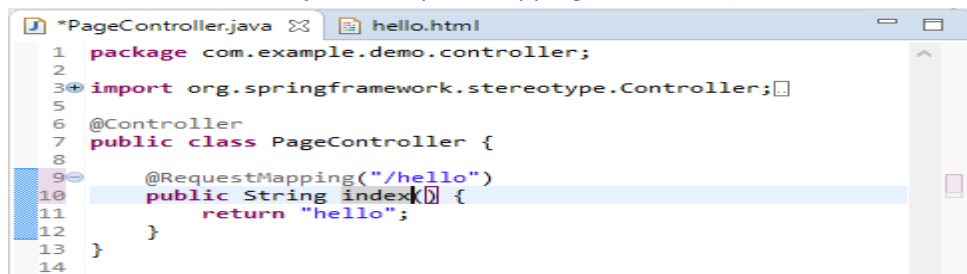 *PageController.java hello.html
1 package com.example.demo.controller;
2
3 import org.springframework.stereotype.Controller;
5
6 @Controller
7 public class PageController {
8
9 @RequestMapping("/hello")
10 public String index() {
11 return "hello";
12 }
13 }
14